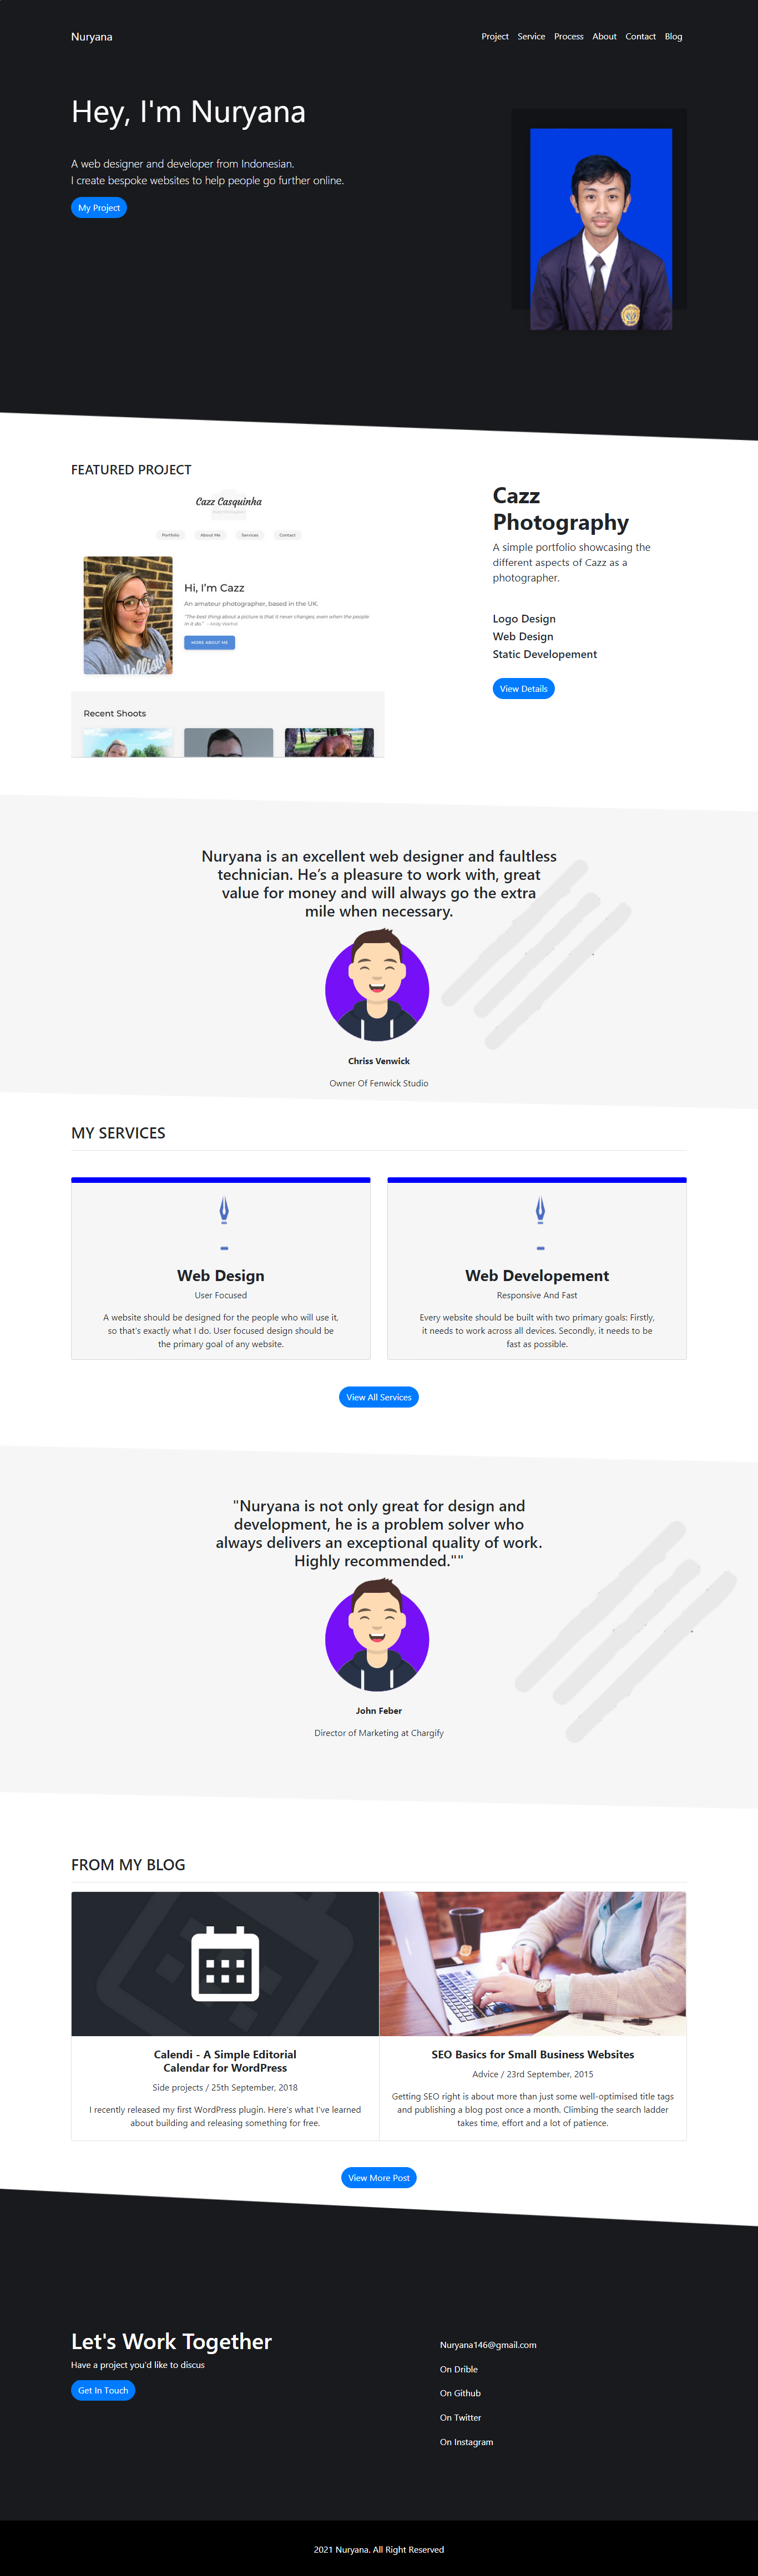 Nuryana
Project Service Process About Contact Blog
Hey, I'm Nuryana
A web designer and developer from Indonesian.
I create bespoke websites to help people go further online.
My Project
FEATURED PROJECT
Cazz Casquinha
Portfolio About Me Services Contact
Hi, I'm Cazz
An amateur photographer, based in the UK.
"The best thing about a picture is that it never changes, even when the people
in it do." - Andy Warhol
MORE ABOUT ME
Recent Shoots
Cazz
Photography
A simple portfolio showcasing the
different aspects of Cazz as a
photographer.
Logo Design
Web Design
Static Developement
View Details
Nuryana is an excellent web designer and faultless
technician. He’s a pleasure to work with, great
value for money and will always go the extra
mile when necessary.
Chriss Venwick
Owner Of Fenwick Studio
MY SERVICES
Web Design
User Focused
A website should be designed for the people who will use it,
so that's exactly what I do. User focused design should be
the primary goal of any website.
Web Developement
Responsive And Fast
Every website should be built with two primary goals: Firstly,
it needs to work across all devices. Secondly, it needs to be
fast as possible.
View All Services
"Nuryana is not only great for design and
development, he is a problem solver who
always delivers an exceptional quality of work.
Highly recommended.""
John Feber
Director of Marketing at Chargify
FROM MY BLOG
Calendi - A Simple Editorial
Calendar for WordPress
Side projects / 25th September, 2018
I recently released my first WordPress plugin. Here's what I've learned
about building and releasing something for free.
SEO Basics for Small Business Websites
Advice / 23rd September, 2015
Getting SEO right is about more than just some well-optimised title tags
and publishing a blog post once a month. Climbing the search ladder
takes time, effort and a lot of patience.
View More Post
Let's Work Together
Have a project you'd like to discus
Get In Touch
Nuryana146@gmail.com
On Drible
On Github
On Twitter
On Instagram
2021 Nuryana. All Right Reserved